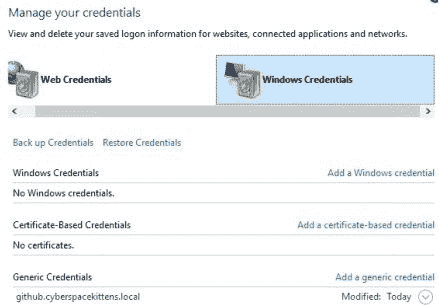 Manage your credentials
View and delete your saved logon information for websites, connected applications and networks.
Web Credentials
Windows Credentials
Back up Credentials Restore Credentials
Windows Credentials Add a Windows credential
No Windows credentials.
Certificate-Based Credentials Add a certificate-based credential
No certificates.
Generic Credentials Add a generic credential
github.cyberspacekittens.local Modified: Today